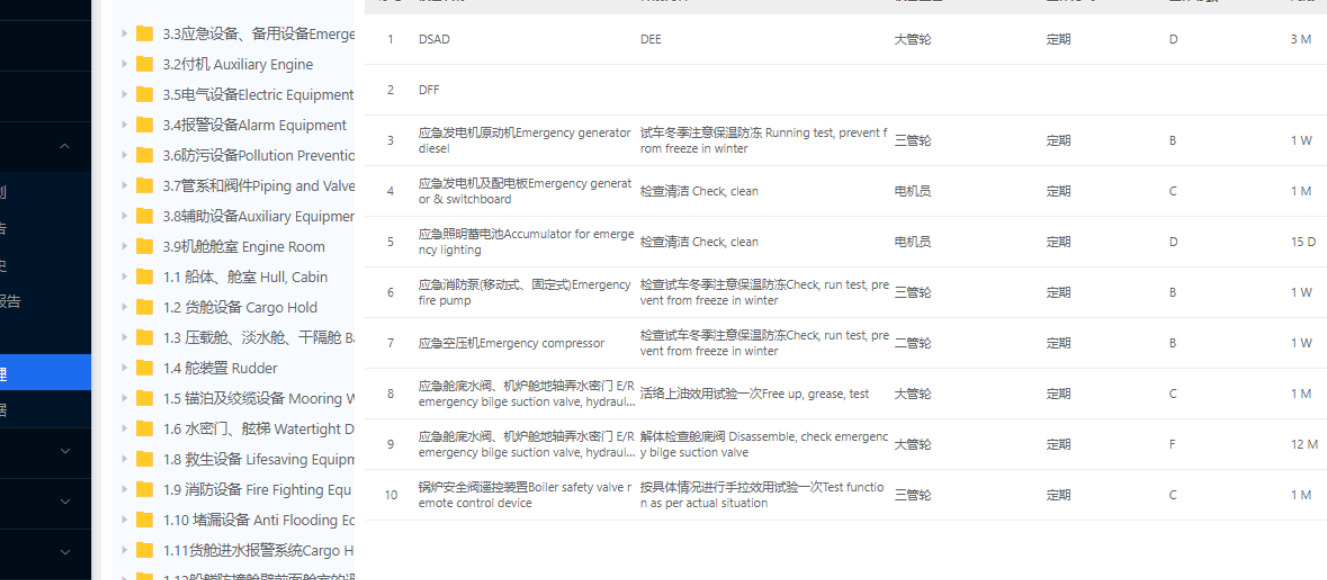 3.3应急设备、备用设备Emerge
3.2付机 Auxiliary Engine
3.5电气设备Electric Equipment
3.4报警设备Alarm Equipment
3.6防污设备Pollution Preventio
3.7管系和阀件Piping and Valve
3.8辅助设备Auxiliary Equipmen
3.9机舱舱室 Engine Room
1.1 船体、舱室 Hull, Cabin
1.2 货舱设备 Cargo Hold
1.3 压载舱、淡水舱、干隔舱 Ba
1.4 舵装置 Rudder
1.5 锚泊及绞缆设备 Mooring W
1.6 水密门、舷梯 Watertight D
1.8 救生设备 Lifesaving Equipm
1.9 消防设备 Fire Fighting Equ
1.10 堵漏设备 Anti Flooding Ec
1.11货舱进水报警系统Cargo H
告
报告
理
1 DSAD DEE 大管轮 定期 D 3 M
2 DFF
3 应急发电机原动机Emergency generator 试车冬季注意保温防冻 Running test, prevent f 三管轮 定期 B 1 W
diesel rom freeze in winter
4 应急发电机及配电板Emergency generat 检查清洁 Check, clean 电机员 定期 C 1 M
or & switchboard
5 应急照明蓄电池Accumulator for emerge 检查清洁 Check, clean 电机员 定期 D 15 D
ncy lighting
6 应急消防泵(移动式、固定式)Emergency 检查试车冬季注意保温防冻Check, run test, pre 三管轮 定期 B 1 W
fire pump vent from freeze in winter
7 应急空压机Emergency compressor 检查试车冬季注意保温防冻Check, run test, pre 二管轮 定期 B 1 W
vent from freeze in winter
8 应急舱底水阀、机炉舱地轴弄水密门 E/R 活络上油效用试验一次Free up, grease, test 大管轮 定期 C 1 M
emergency bilge suction valve, hydraul...
9 应急舱底水阀、机炉舱地轴弄水密门 E/R 解体检查舱底阀 Disassemble, check emergenc 大管轮 定期 F 12 M
emergency bilge suction valve, hydraul... y bilge suction valve
10 锅炉安全阀遥控装置Boiler safety valve r 按具体情况进行手拉效用试验一次Test functio 三管轮 定期 C 1 M
emote control device n as per actual situation